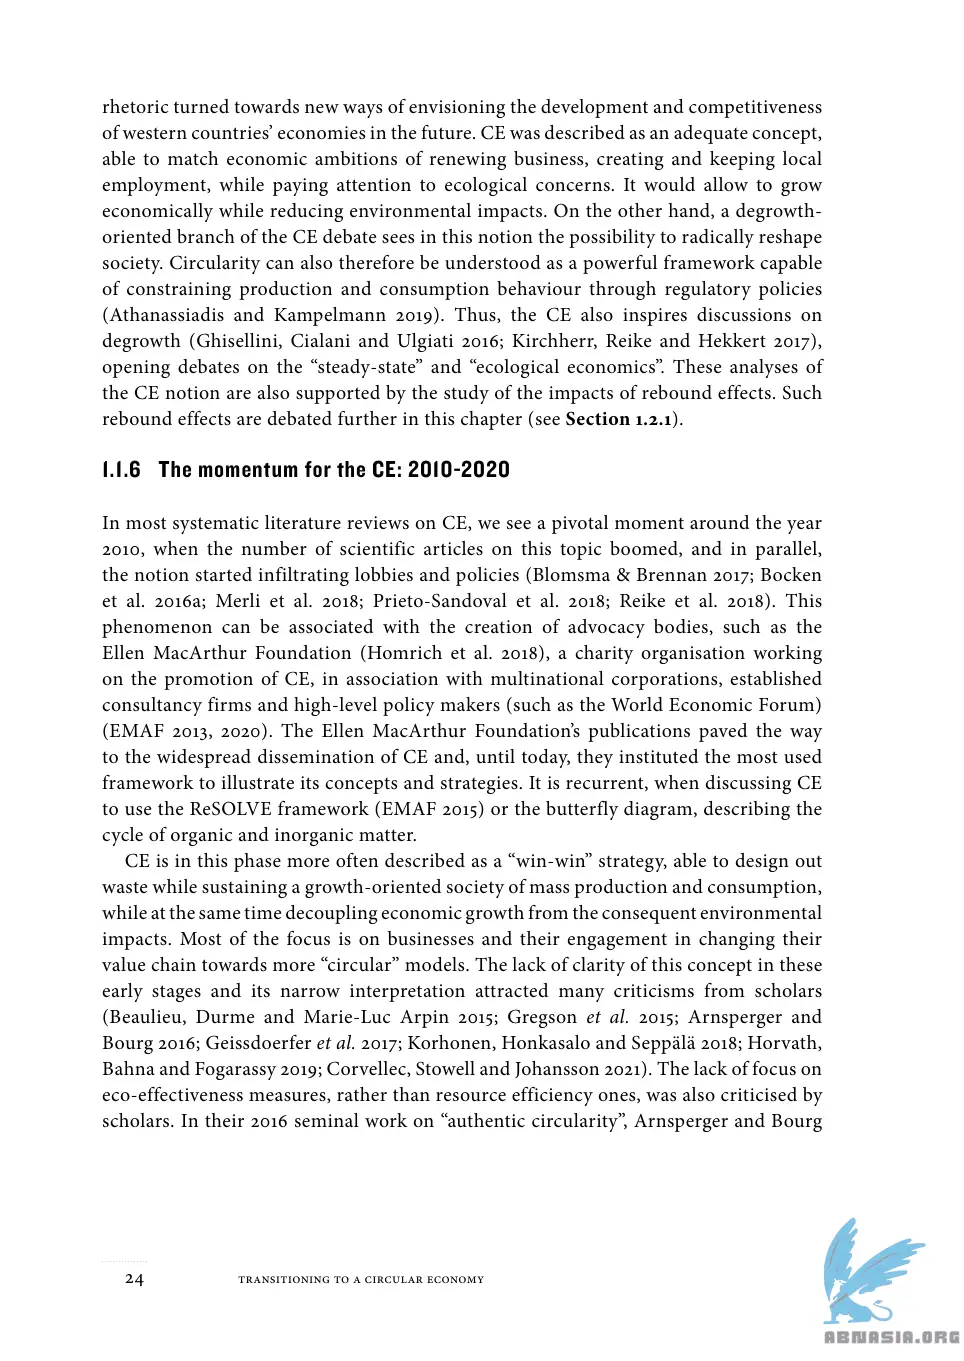 rhetoric turned towards new ways of envisioning the development and competitiveness
of western countries’ economies in the future. CE was described as an adequate concept,
able to match economic ambitions of renewing business, creating and keeping local
employment, while paying attention to ecological concerns. It would allow to grow
economically while reducing environmental impacts. On the other hand, a degrowth-
oriented branch of the CE debate sees in this notion the possibility to radically reshape
society. Circularity can also therefore be understood as a powerful framework capable
of constraining production and consumption behaviour through regulatory policies
(Athanassiadis and Kampelmann 2019). Thus, the CE also inspires discussions on
degrowth (Ghisellini, Cialani and Ulgiati 2016; Kirchherr, Reike and Hekkert 2017),
opening debates on the “steady-state” and “ecological economics”. These analyses of
the CE notion are also supported by the study of the impacts of rebound effects. Such
rebound effects are debated further in this chapter (see Section 1.2.1).
1.1.6 The momentum for the CE: 2010-2020
In most systematic literature reviews on CE, we see a pivotal moment around the year
2010, when the number of scientific articles on this topic boomed, and in parallel,
the notion started infiltrating lobbies and policies (Blomsma & Brennan 2017; Bocken
et al. 2016a; Merli et al. 2018; Prieto-Sandoval et al. 2018; Reike et al. 2018). This
phenomenon can be associated with the creation of advocacy bodies, such as the
Ellen MacArthur Foundation (Homrich et al. 2018), a charity organisation working
on the promotion of CE, in association with multinational corporations, established
consultancy firms and high-level policy makers (such as the World Economic Forum)
(EMAF 2013, 2020). The Ellen MacArthur Foundation’s publications paved the way
to the widespread dissemination of CE and, until today, they instituted the most used
framework to illustrate its concepts and strategies. It is recurrent, when discussing CE
to use the ReSOLVE framework (EMAF 2015) or the butterfly diagram, describing the
cycle of organic and inorganic matter.
CE is in this phase more often described as a “win-win” strategy, able to design out
waste while sustaining a growth-oriented society of mass production and consumption,
while at the same time decoupling economic growth from the consequent environmental
impacts. Most of the focus is on businesses and their engagement in changing their
value chain towards more “circular” models. The lack of clarity of this concept in these
early stages and its narrow interpretation attracted many criticisms from scholars
(Beaulieu, Durme and Marie-Luc Arpin 2015; Gregson et al. 2015; Arnsperger and
Bourg 2016; Geissdoerfer et al. 2017; Korhonen, Honkasalo and Seppälä 2018; Horvath,
Bahna and Fogarassy 2019; Corvellec, Stowell and Johansson 2021). The lack of focus on
eco-effectiveness measures, rather than resource efficiency ones, was also criticised by
scholars. In their 2016 seminal work on “authentic circularity”, Arnsperger and Bourg
24 TRANSITIONING TO A CIRCULAR ECONOMY
ABNASIA.ORG